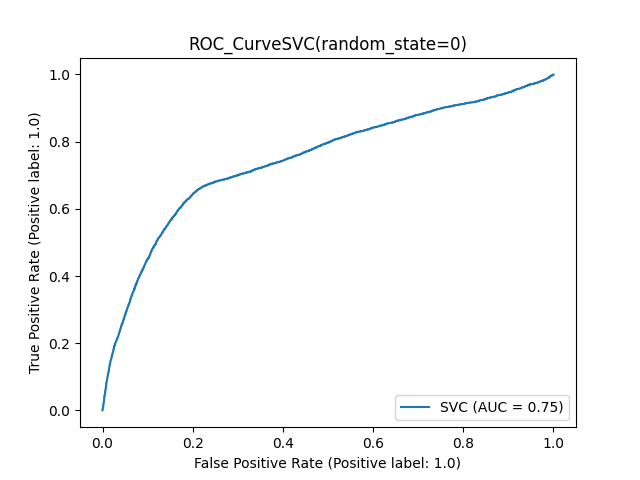 ROC_CurveSVC(random_state=0)
1.0
0.8
0.6
0.4
0.2
0.0
True Positive Rate (Positive label: 1.0)
SVC (AUC = 0.75)
0.0 0.2 0.4 0.6 0.8 1.0
False Positive Rate (Positive label: 1.0)